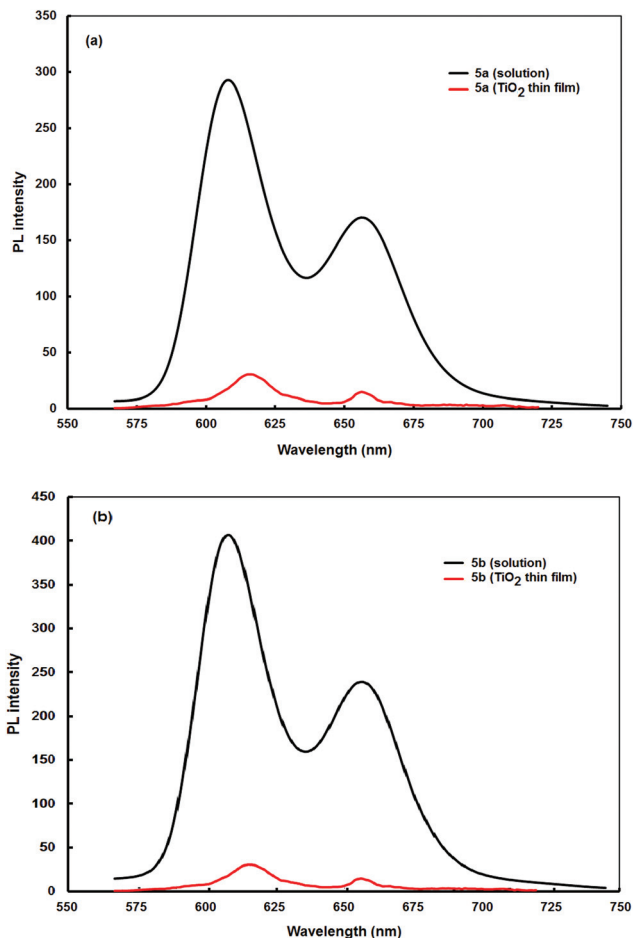 (a)
5a (solution)
5a (TiO2 thin film)
PL intensity
350
300
250
200
150
100
50
0
550 575 600 625 650 675 700 725 750
Wavelength (nm)
(b)
5b (solution)
5b (TiO2 thin film)
PL intensity
450
400
350
300
250
200
150
100
50
0
550 575 600 625 650 675 700 725 750
Wavelength (nm)